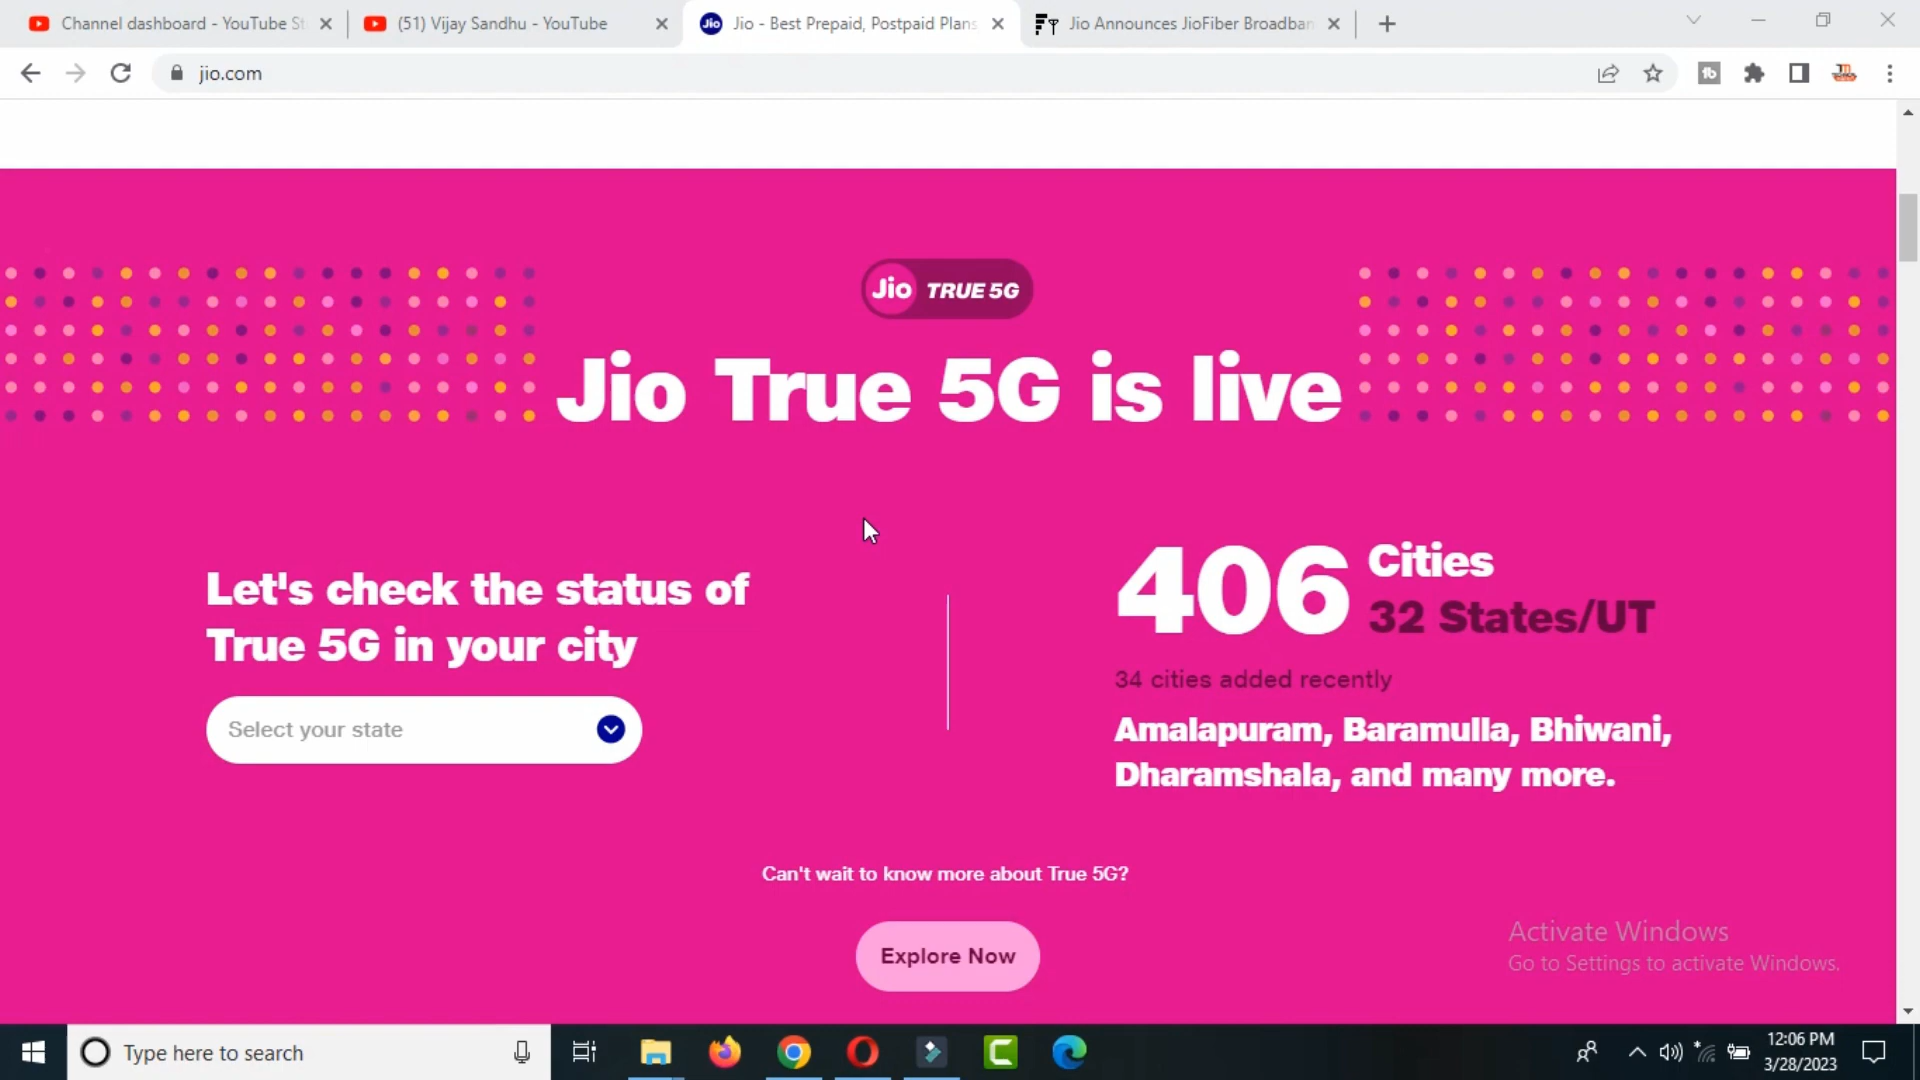 Channel dashboard - YouTube St
(51) Vijay Sandhu - YouTube
Jio
Jio - Best Prepaid, Postpaid Plans
Jio Announces JioFiber Broadban
jio.com
Jio TRUE 5G
Jio True 5G is live
Let's check the status of
True 5G in your city
Select your state
406 Cities
32 States/UT
34 cities added recently
Amalapuram, Baramulla, Bhiwani,
Dharamshala, and many more.
Can't wait to know more about True 5G?
Explore Now
Activate Windows
Go to Settings to activate Windows.
Type here to search
12:06 PM
3/28/2023